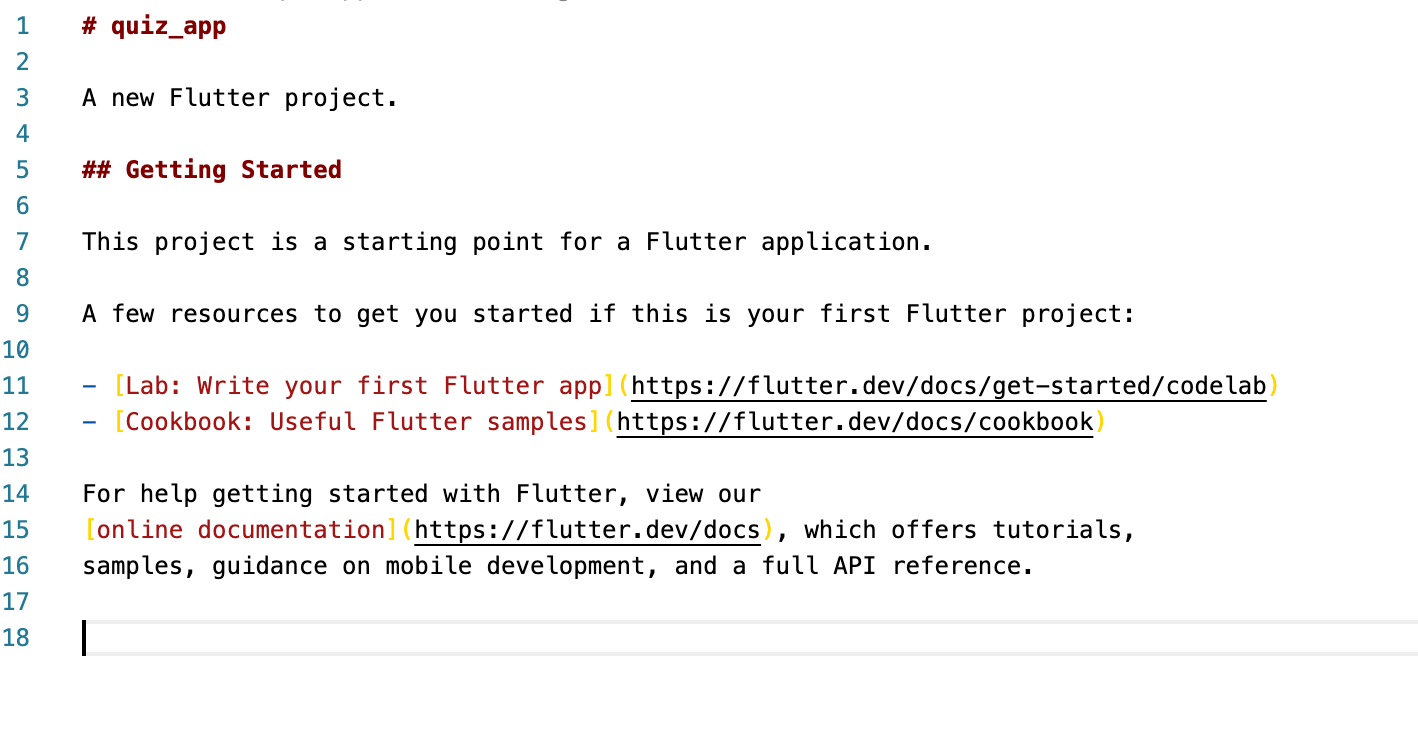 1 # quiz_app
2
3 A new Flutter project.
4
5 ## Getting Started
6
7 This project is a starting point for a Flutter application.
8
9 A few resources to get you started if this is your first Flutter project:
10
11 - [Lab: Write your first Flutter app](https://flutter.dev/docs/get-started/codelab)
12 - [Cookbook: Useful Flutter samples](https://flutter.dev/docs/cookbook)
13
14 For help getting started with Flutter, view our
15 [online documentation](https://flutter.dev/docs), which offers tutorials,
16 samples, guidance on mobile development, and a full API reference.
17
18